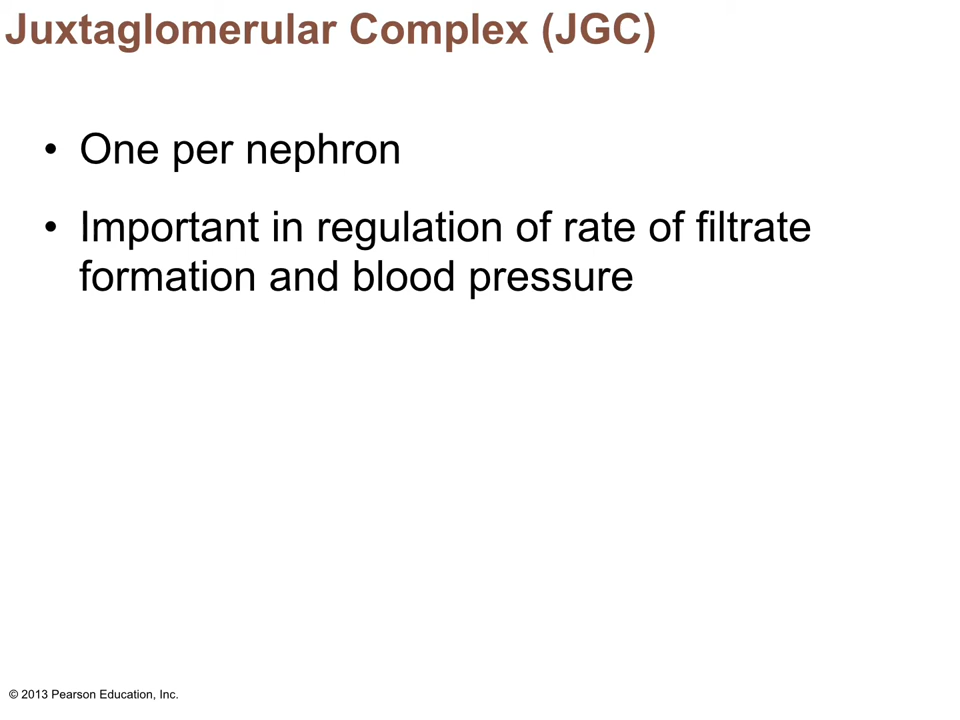 Juxtaglomerular Complex (JGC)
• One per nephron
• Important in regulation of rate of filtrate
formation and blood pressure
© 2013 Pearson Education, Inc.